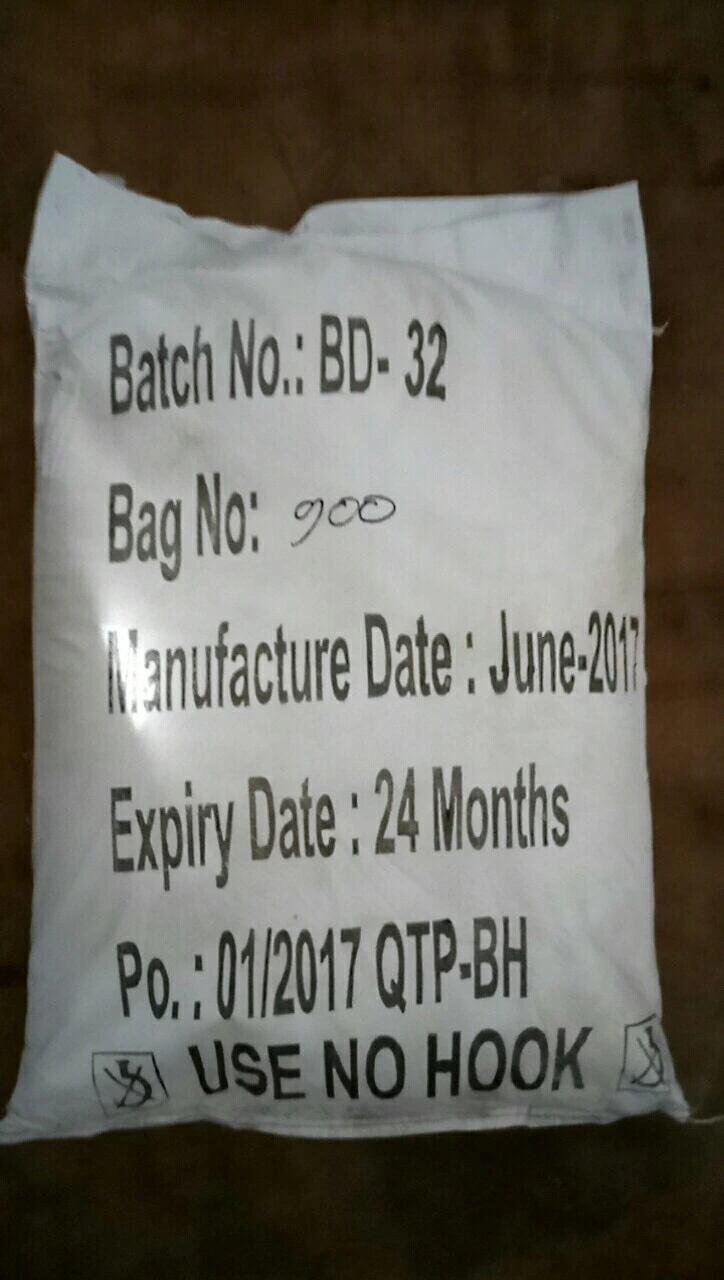 Batch No.: BD- 32
Bag No: 900
Manufacture Date : June-2017
Expiry Date : 24 Months
Po. : 01/2017 QTP-BH
USE NO HOOK